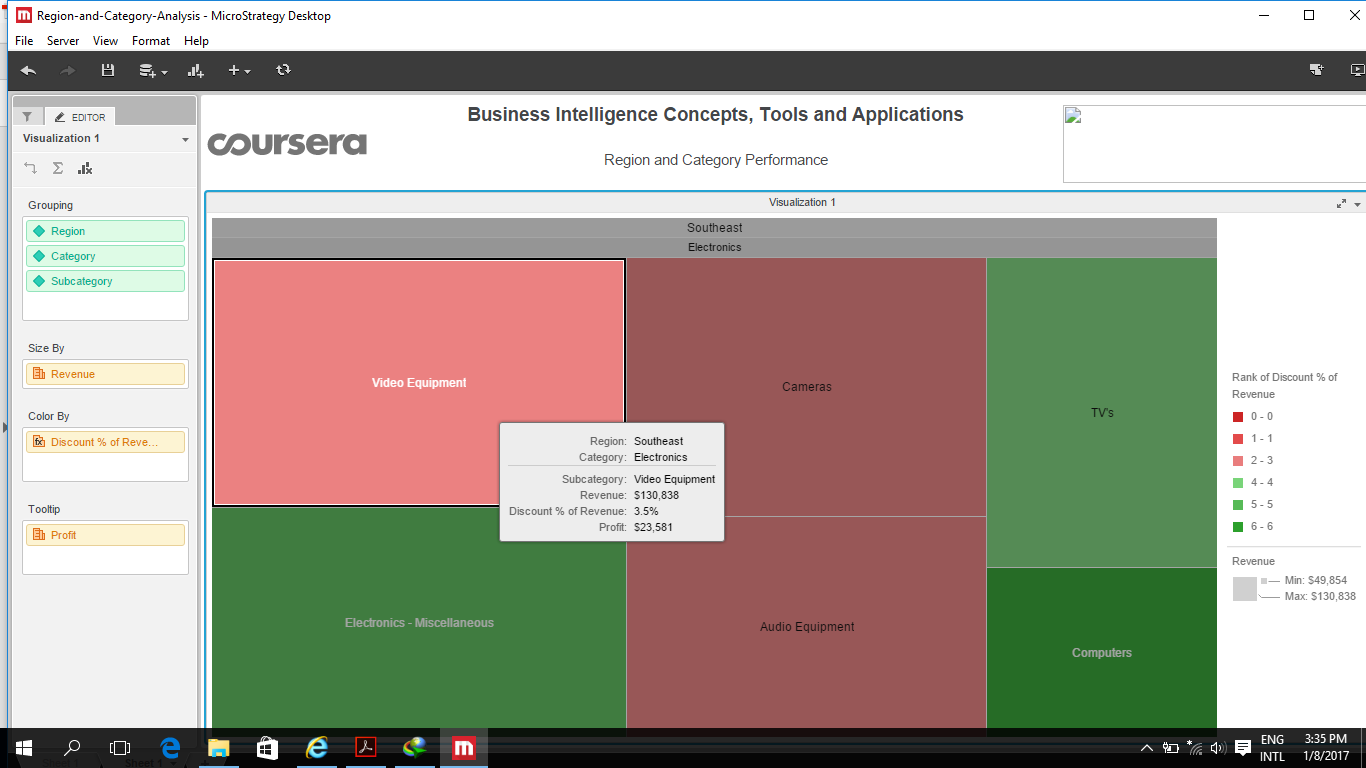 Region-and-Category-Analysis - MicroStrategy Desktop
File Server View Format Help
EDITOR
Visualization 1
Grouping
Region
Category
Subcategory
Size By
Revenue
Color By
fx Discount % of Reve...
Tooltip
Profit
coursera
Business Intelligence Concepts, Tools and Applications
Region and Category Performance
Visualization 1
Southeast
Electronics
Video Equipment
Cameras
TV's
Region: Southeast
Category: Electronics
Subcategory: Video Equipment
Revenue: $130,838
Discount % of Revenue: 3.5%
Profit: $23,581
Electronics - Miscellaneous
Audio Equipment
Computers
Rank of Discount % of
Revenue
0 - 0
1 - 1
2 - 3
4 - 4
5 - 5
6 - 6
Revenue
Min: $49,854
Max: $130,838
Sheet 1
ENG
INTL
3:35 PM
1/8/2017